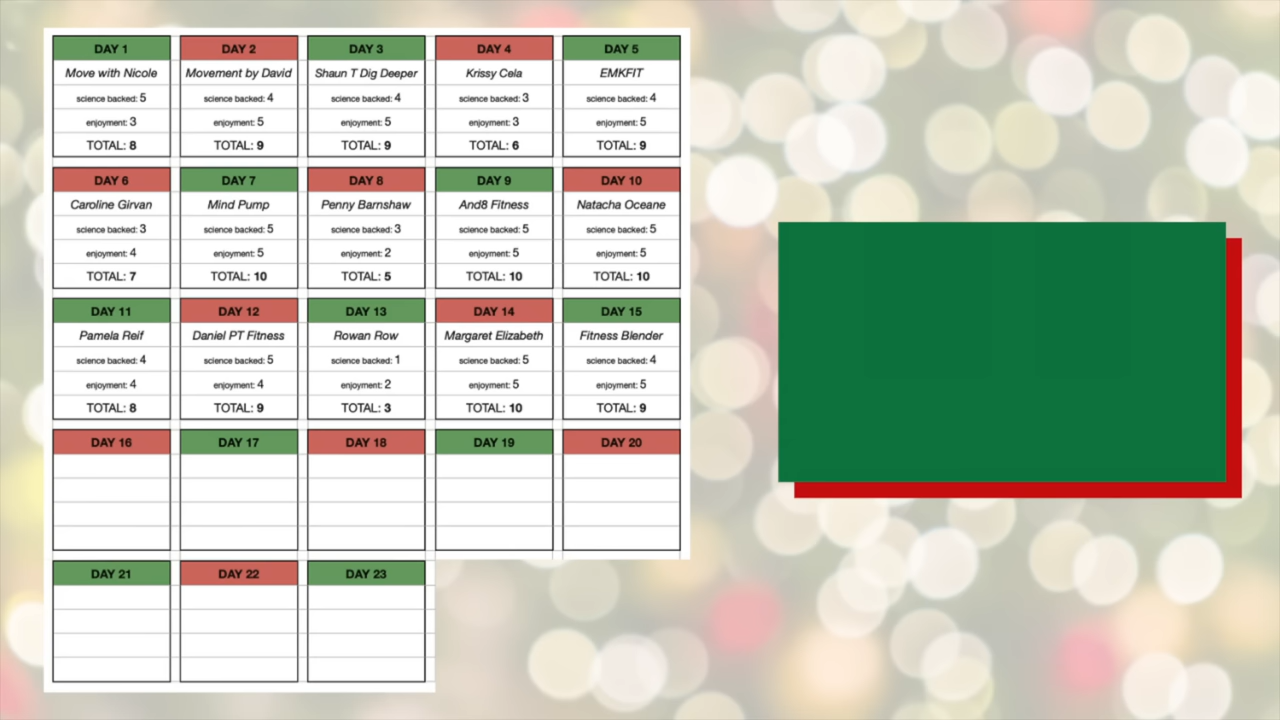 DAY 1 DAY 2 DAY 3 DAY 4 DAY 5
Move with Nicole Movement by David Shaun T Dig Deeper Krissy Cela EMKFIT
science backed: 5 science backed: 4 science backed: 4 science backed: 3 science backed: 4
enjoyment: 3 enjoyment: 5 enjoyment: 5 enjoyment: 3 enjoyment: 5
TOTAL: 8 TOTAL: 9 TOTAL: 9 TOTAL: 6 TOTAL: 9
DAY 6 DAY 7 DAY 8 DAY 9 DAY 10
Caroline Girvan Mind Pump Penny Barnshaw And8 Fitness Natacha Oceane
science backed: 3 science backed: 5 science backed: 3 science backed: 5 science backed: 5
enjoyment: 4 enjoyment: 5 enjoyment: 2 enjoyment: 5 enjoyment: 5
TOTAL: 7 TOTAL: 10 TOTAL: 5 TOTAL: 10 TOTAL: 10
DAY 11 DAY 12 DAY 13 DAY 14 DAY 15
Pamela Reif Daniel PT Fitness Rowan Row Margaret Elizabeth Fitness Blender
science backed: 4 science backed: 5 science backed: 1 science backed: 5 science backed: 4
enjoyment: 4 enjoyment: 4 enjoyment: 2 enjoyment: 5 enjoyment: 5
TOTAL: 8 TOTAL: 9 TOTAL: 3 TOTAL: 10 TOTAL: 9
DAY 16 DAY 17 DAY 18 DAY 19 DAY 20
DAY 21 DAY 22 DAY 23